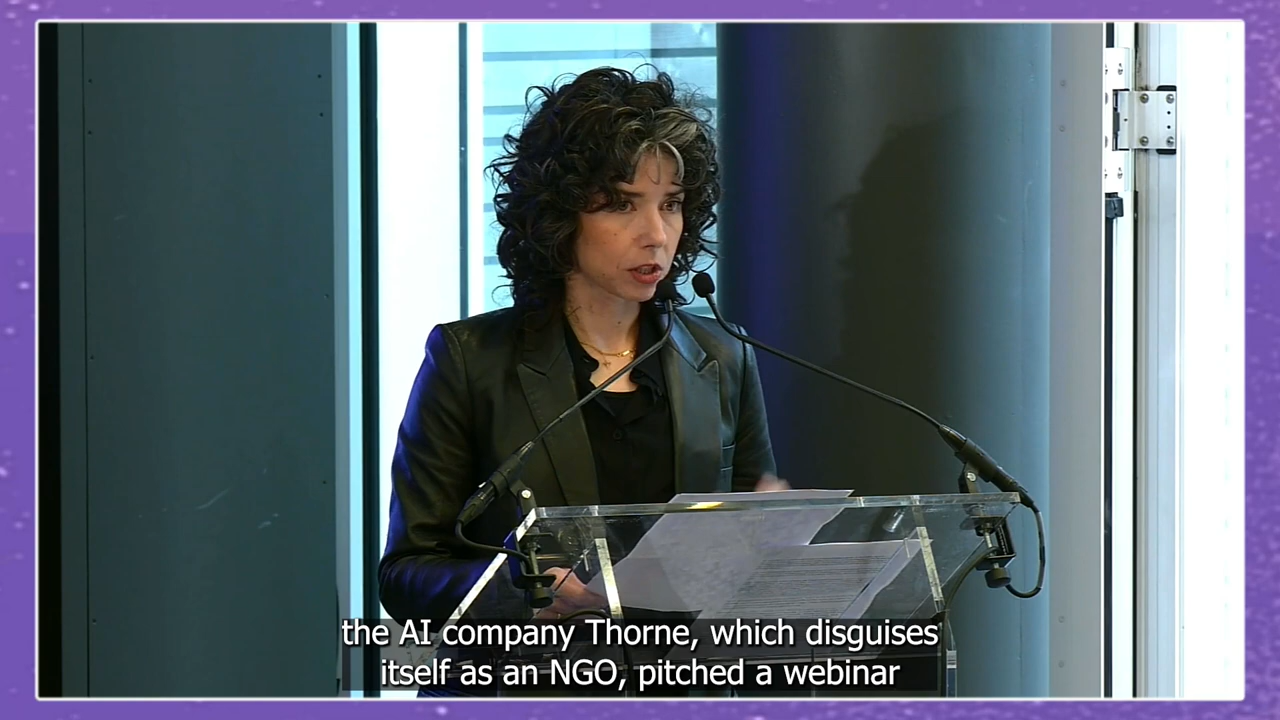 the AI company Thorne, which disguises
itself as an NGO, pitched a webinar